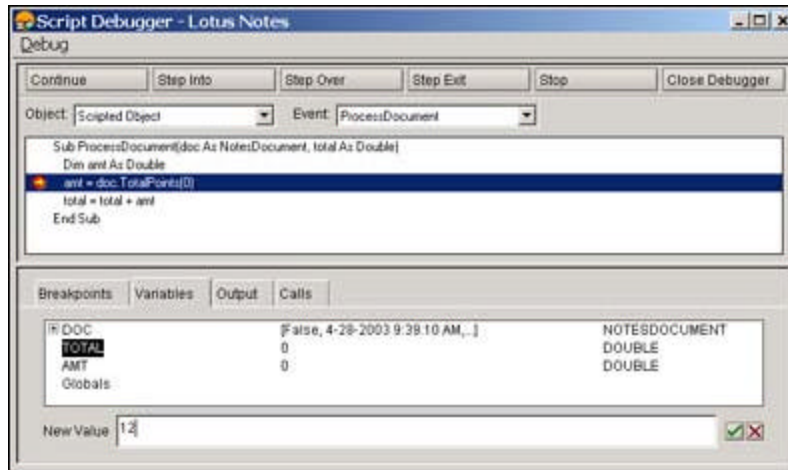 Script Debugger - Lotus Notes
Debug
Continue Step Into Step Over Step Exit Stop Close Debugger
Object: Scripted Object Event: ProcessDocument
Sub ProcessDocument(doc As NotesDocument, total As Double)
Dim amt As Double
amt = doc.TotalPoints(0)
total = total + amt
End Sub
Breakpoints Variables Output Calls
DOC [False, 4-28-2003 9:39:10 AM,..] NOTESDOCUMENT
TOTAL 0 DOUBLE
AMT 0 DOUBLE
Globals
New Value 12